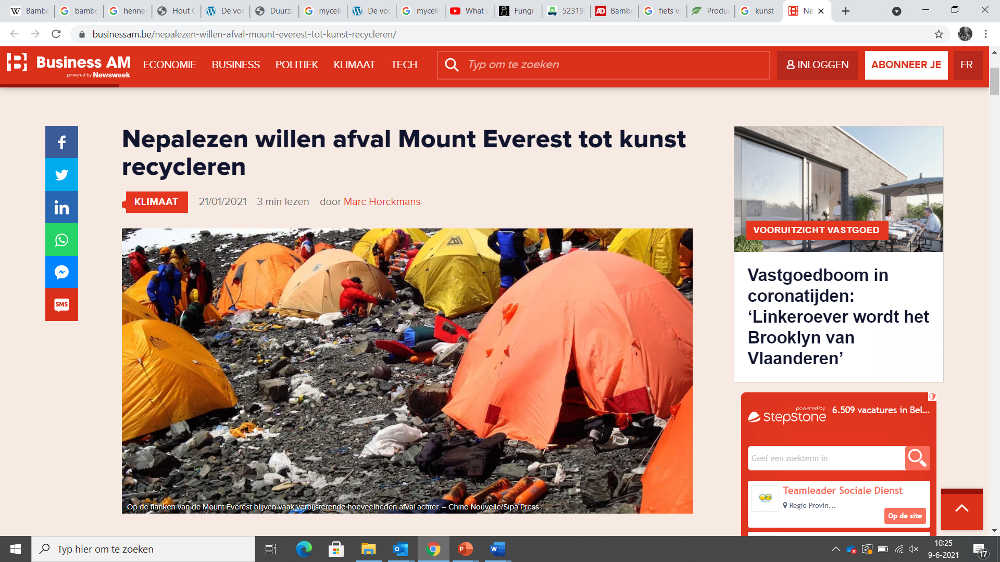 Bambo
bambo
hennep
Hout C
De voo
Duurza
myceli
De voo
myceli
What i
Fungi
52319
Bambo
fiets va
Produ
kunst v
Ne
businessam.be/nepalezen-willen-afval-mount-everest-tot-kunst-recycleren/
Business AM
powered by Newsweek
ECONOMIE
BUSINESS
POLITIEK
KLIMAAT
TECH
Typ om te zoeken
INLOGGEN
ABONNEER JE
FR
Nepalezen willen afval Mount Everest tot kunst
recycleren
KLIMAAT
21/01/2021 3 min lezen door Marc Horckmans
SMS
Op de flanken van de Mount Everest blijven vaak verbijsterende hoeveelheden afval achter. – Chine Nouvelle/Sipa Press
VOORUITZICHT VASTGOED
Vastgoedboom in
coronatijden:
‘Linkeroever wordt het
Brooklyn van
Vlaanderen’
powered by
StepStone
6.509 vacatures in Bel...
Geef een zoekterm in
Teamleader Sociale Dienst
Regio Provin...
Op de site
Typ hier om te zoeken
10:25
9-6-2021
17